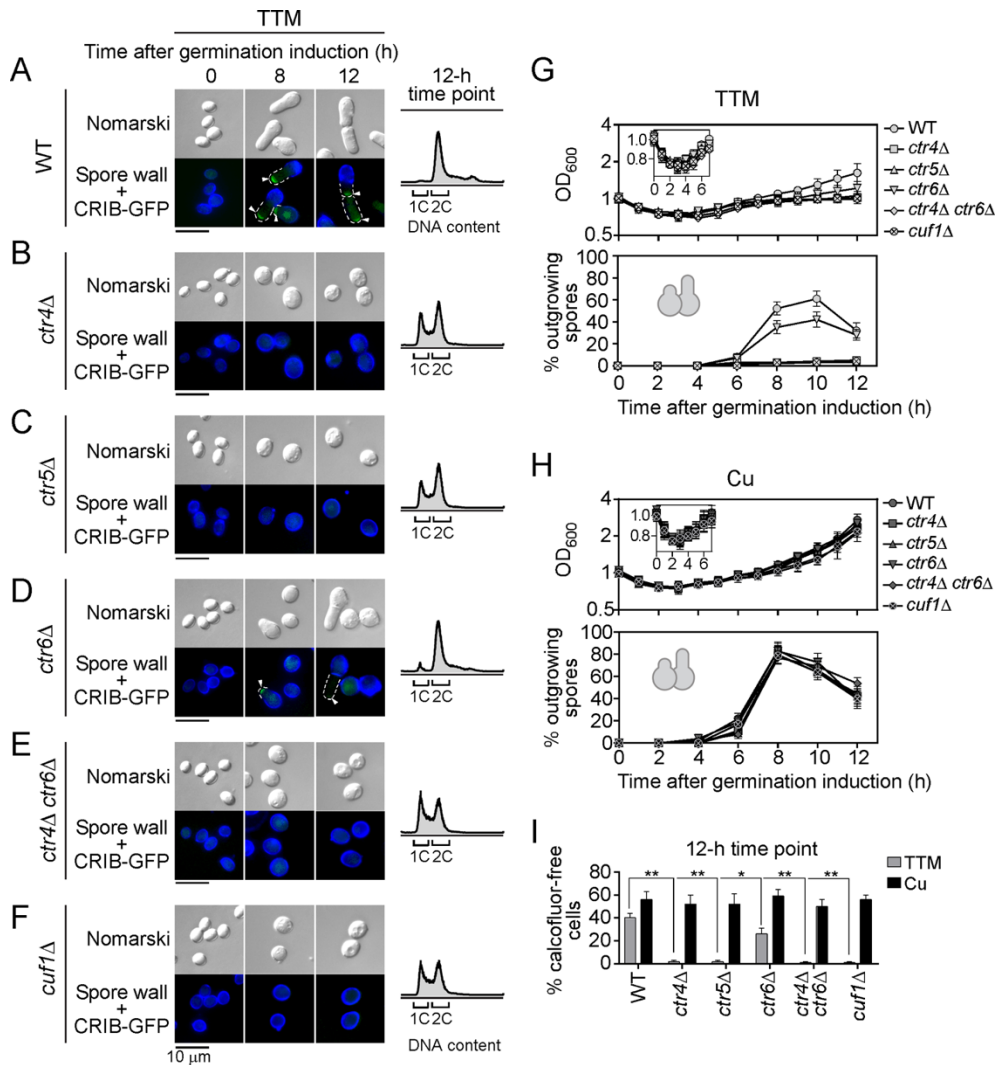 TTM
Time after germination induction (h)
0 8 12
12-h
time point
A
WT
Nomarski
Spore wall
+
CRIB-GFP
1C 2C
DNA content
B
ctr4Δ
Nomarski
Spore wall
+
CRIB-GFP
1C 2C
C
ctr5Δ
Nomarski
Spore wall
+
CRIB-GFP
1C 2C
D
ctr6Δ
Nomarski
Spore wall
+
CRIB-GFP
1C 2C
E
ctr4Δ ctr6Δ
Nomarski
Spore wall
+
CRIB-GFP
1C 2C
F
cuf1Δ
Nomarski
Spore wall
+
CRIB-GFP
10 µm
1C 2C
DNA content
G
TTM
OD600
4
2
1
0.5
1.0
0.8
0 2 4 6
WT
ctr4Δ
ctr5Δ
ctr6Δ
ctr4Δ ctr6Δ
cuf1Δ
% outgrowing
spores
100
80
60
40
20
0
0 2 4 6 8 10 12
Time after germination induction (h)
H
Cu
OD600
4
2
1
0.5
1.0
0.8
0 2 4 6
WT
ctr4Δ
ctr5Δ
ctr6Δ
ctr4Δ ctr6Δ
cuf1Δ
% outgrowing
spores
100
80
60
40
20
0
0 2 4 6 8 10 12
Time after germination induction (h)
I
12-h time point
TTM
Cu
% calcofluor-free
cells
80
60
40
20
0
** ** * ** **
WT
ctr4Δ
ctr5Δ
ctr6Δ
ctr4Δ
ctr6Δ
cuf1Δ